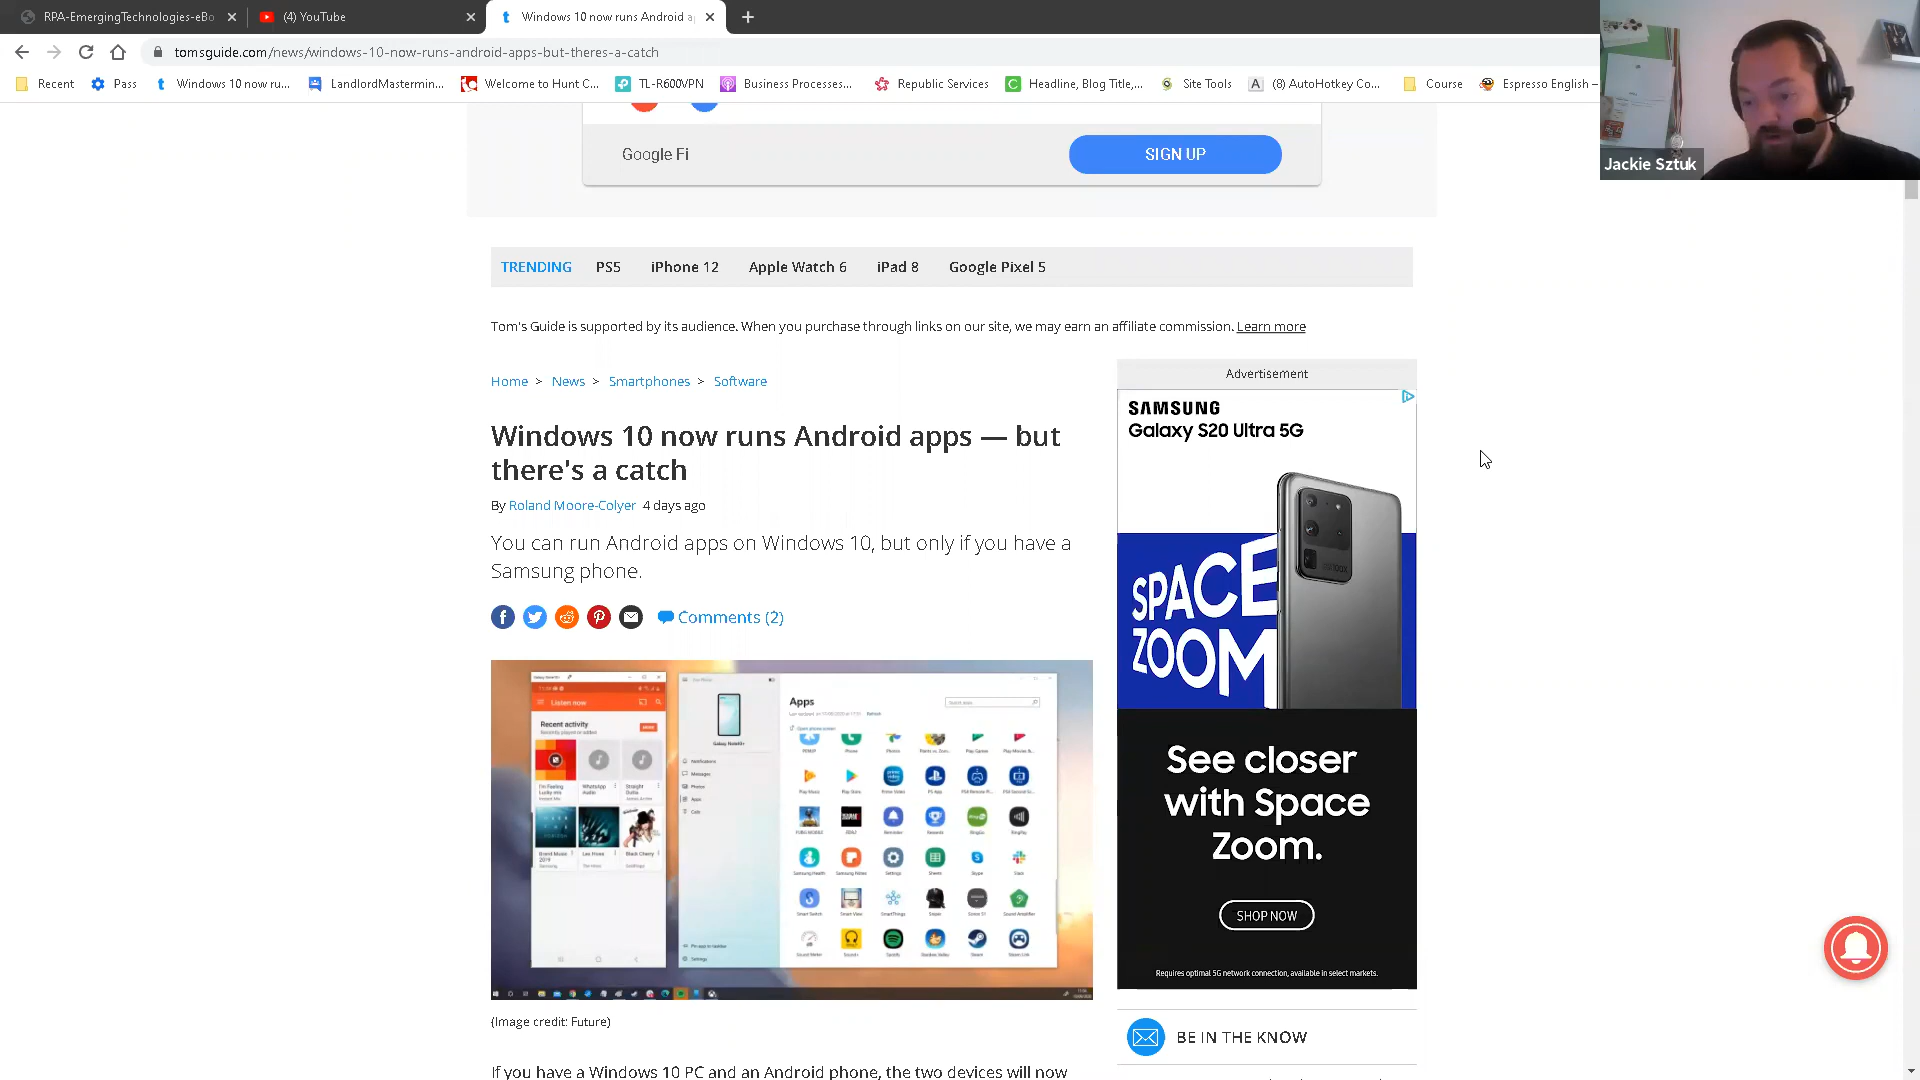 RPA-EmergingTechnologies-eBo
(4) YouTube
Windows 10 now runs Android a
tomsguide.com/news/windows-10-now-runs-android-apps-but-theres-a-catch
Recent
Pass
Windows 10 now ru...
LandlordMastermin...
Welcome to Hunt C...
TL-R600VPN
Business Processes...
Republic Services
Headline, Blog Title,...
Site Tools
(8) AutoHotkey Co...
Course
Espresso English –
Jackie Sztuk
Google Fi
SIGN UP
TRENDING PS5 iPhone 12 Apple Watch 6 iPad 8 Google Pixel 5
Tom's Guide is supported by its audience. When you purchase through links on our site, we may earn an affiliate commission. Learn more
Home > News > Smartphones > Software
Windows 10 now runs Android apps — but
there's a catch
By Roland Moore-Colyer 4 days ago
You can run Android apps on Windows 10, but only if you have a
Samsung phone.
Comments (2)
Listen now
Recent activity
Apps
(Image credit: Future)
If you have a Windows 10 PC and an Android phone, the two devices will now
Advertisement
SAMSUNG
Galaxy S20 Ultra 5G
SPACE
ZOOM
See closer
with Space
Zoom.
SHOP NOW
Requires optimal 5G network connection, available in select markets.
BE IN THE KNOW